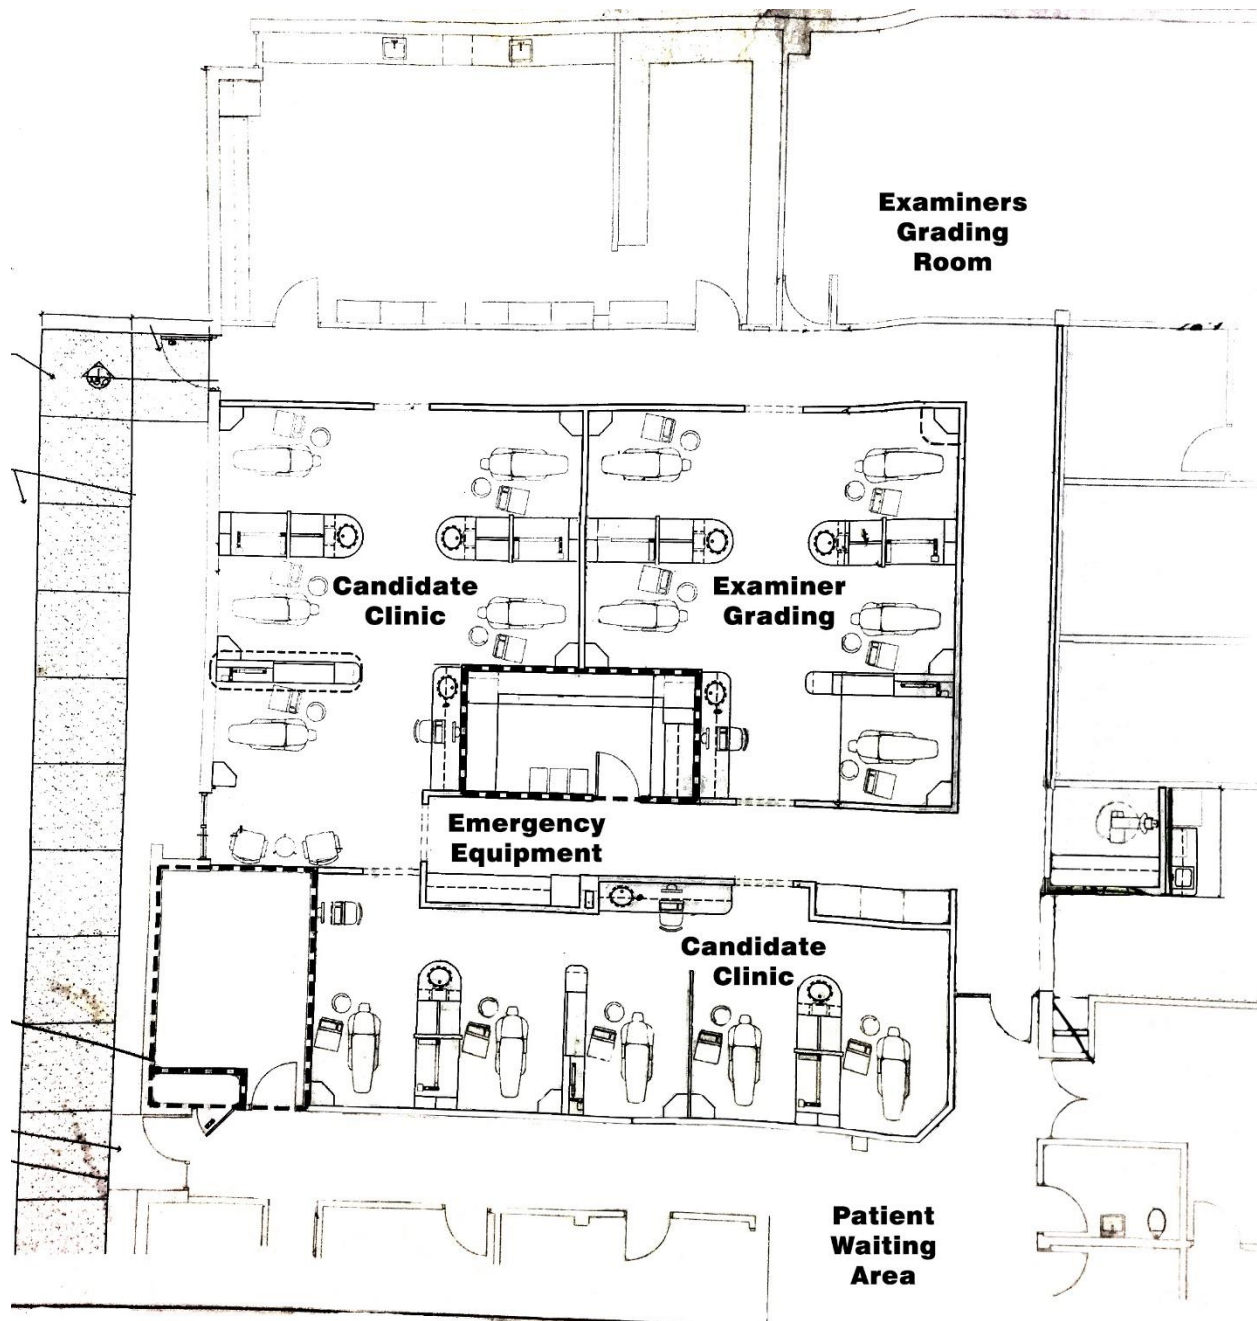 Examiners
Grading
Room
Candidate
Clinic
Examiner
Grading
Emergency
Equipment
Candidate
Clinic
Patient
Waiting
Area